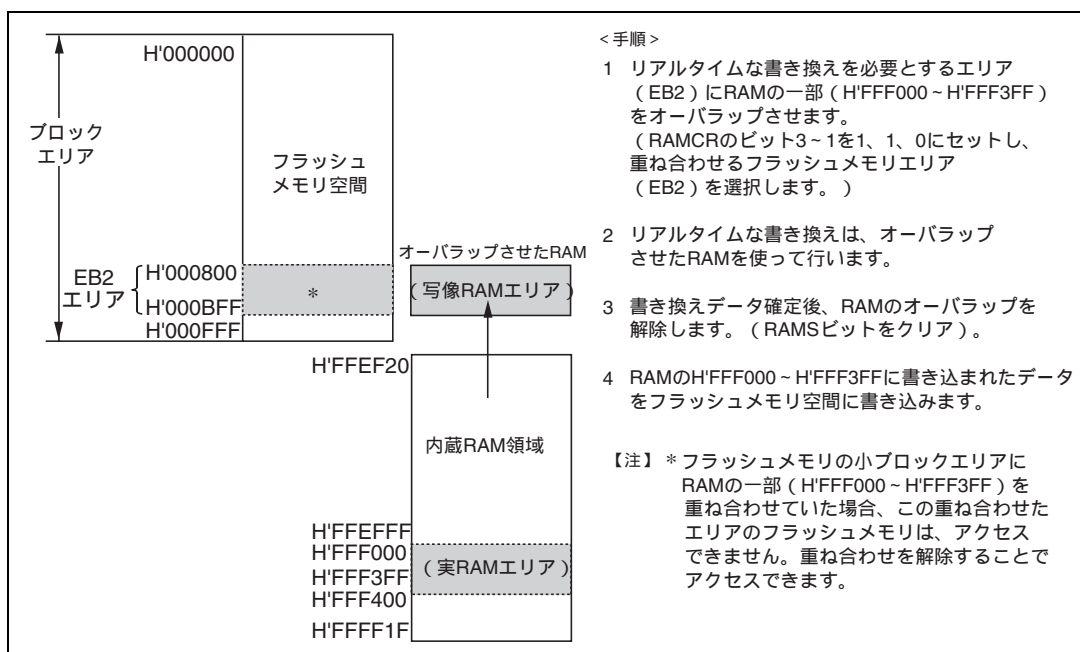 H'000000
ブロック
エリア
フラッシュ
メモリ空間
EB2
エリア
H'000800
H'000BFF
H'000FFF
*
オーバラップさせたRAM
(写像RAMエリア)
H'FFEF20
内蔵RAM領域
H'FFEFFF
H'FFF000
H'FFF3FF
H'FFF400
H'FFFF1F
(実RAMエリア)
<手順>
1 リアルタイムな書き換えを必要とするエリア
(EB2)にRAMの一部(H'FFF000~H'FFF3FF)
をオーバラップさせます。
(RAMCRのビット3~1を1、1、0にセットし、
重ね合わせるフラッシュメモリエリア
(EB2)を選択します。)
2 リアルタイムな書き換えは、オーバラップ
させたRAMを使って行います。
3 書き換えデータ確定後、RAMのオーバラップを
解除します。(RAMSビットをクリア)。
4 RAMのH'FFF000~H'FFF3FFに書き込まれたデータ
をフラッシュメモリ空間に書き込みます。
【注】*フラッシュメモリの小ブロックエリアに
RAMの一部(H'FFF000~H'FFF3FF)を
重ね合わせていた場合、この重ね合わせた
エリアのフラッシュメモリは、アクセス
できません。重ね合わせを解除することで
アクセスできます。